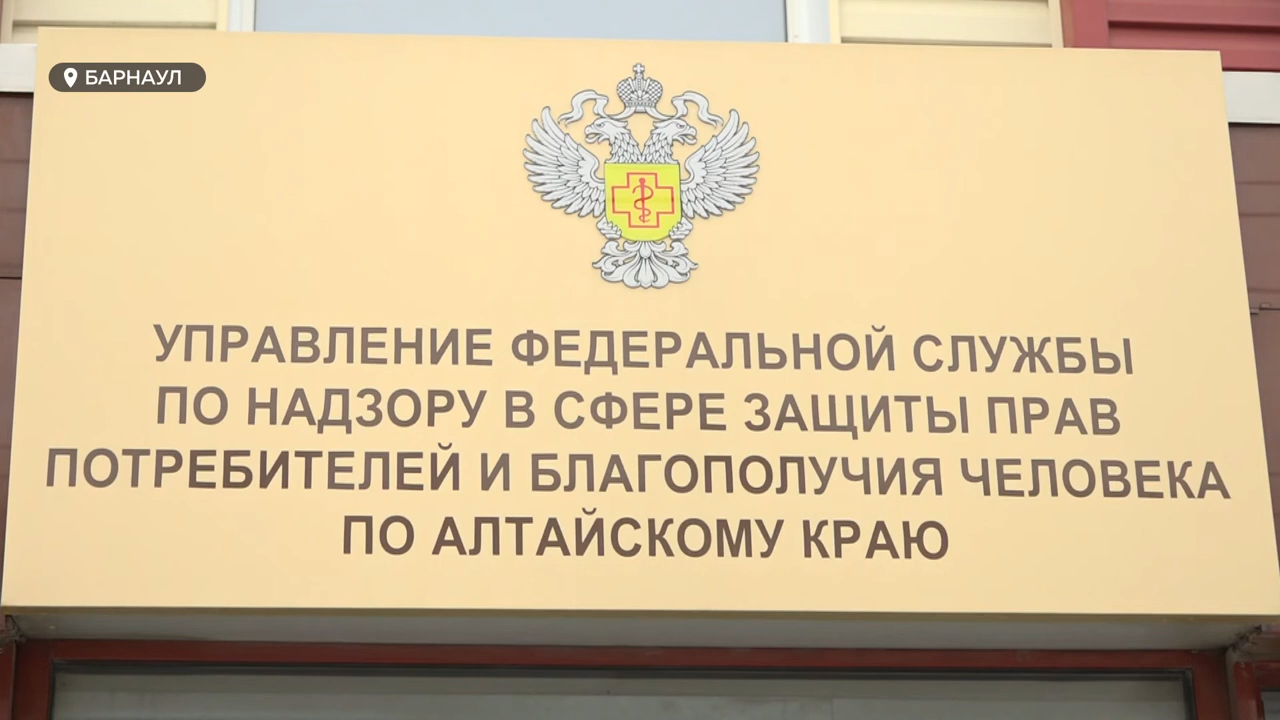 БАРНАУЛ
УПРАВЛЕНИЕ ФЕДЕРАЛЬНОЙ СЛУЖБЫ
ПО НАДЗОРУ В СФЕРЕ ЗАЩИТЫ ПРАВ
ПОТРЕБИТЕЛЕЙ И БЛАГОПОЛУЧИЯ ЧЕЛОВЕКА
ПО АЛТАЙСКОМУ КРАЮ